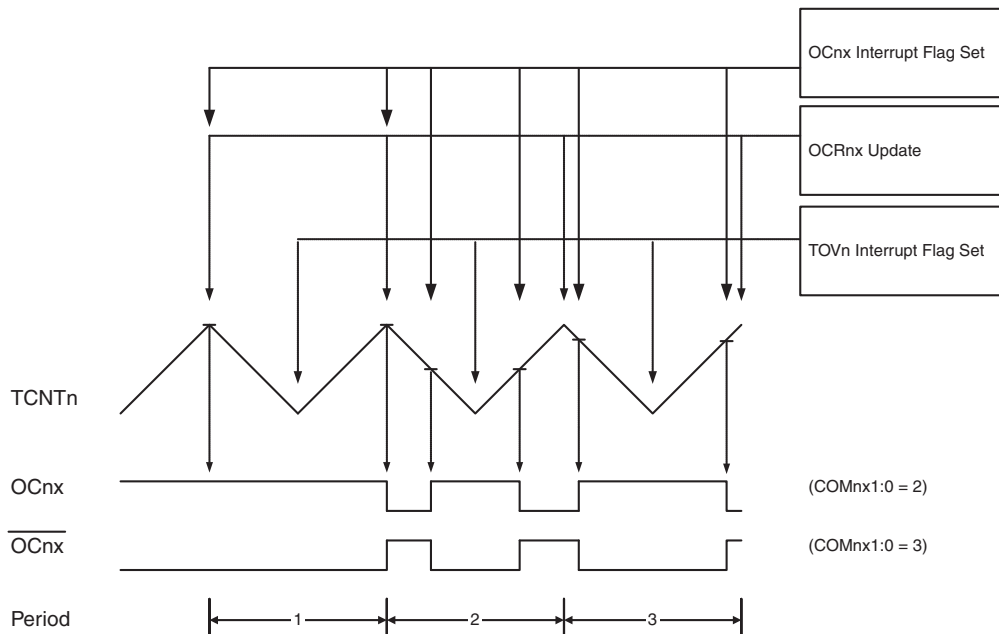 OCnx Interrupt Flag Set
OCRnx Update
TOVn Interrupt Flag Set
TCNTn
OCnx
(COMnx1:0 = 2)
OCnx
(COMnx1:0 = 3)
Period
1
2
3